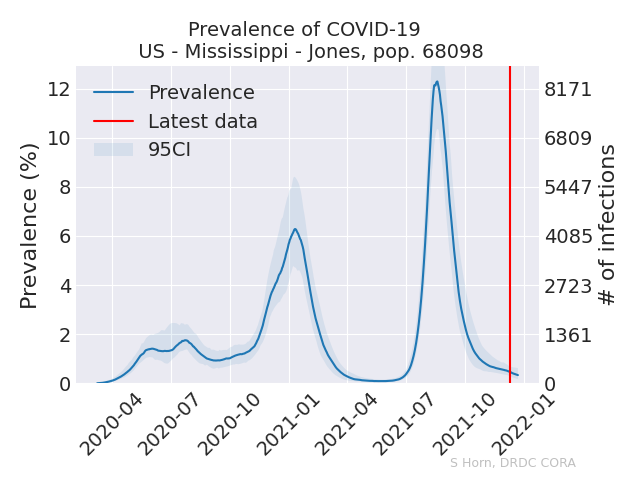 Prevalence of COVID-19
US - Mississippi - Jones, pop. 68098
Prevalence
Latest data
95CI
Prevalence (%)
12
10
8
6
4
2
0
8171
6809
5447
4085
2723
1361
0
# of infections
2020-04
2020-07
2020-10
2021-01
2021-04
2021-07
2021-10
2022-01
S Horn, DRDC CORA